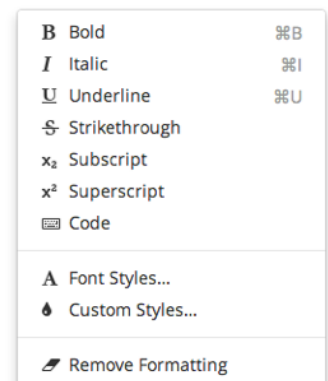 B Bold ⌘B
I Italic ⌘I
U Underline ⌘U
S Strikethrough
x₂ Subscript
x² Superscript
Code
A Font Styles...
Custom Styles...
Remove Formatting